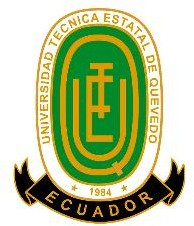 UNIVERSIDAD TECNICA ESTATAL DE QUEVEDO
1984
ECUADOR